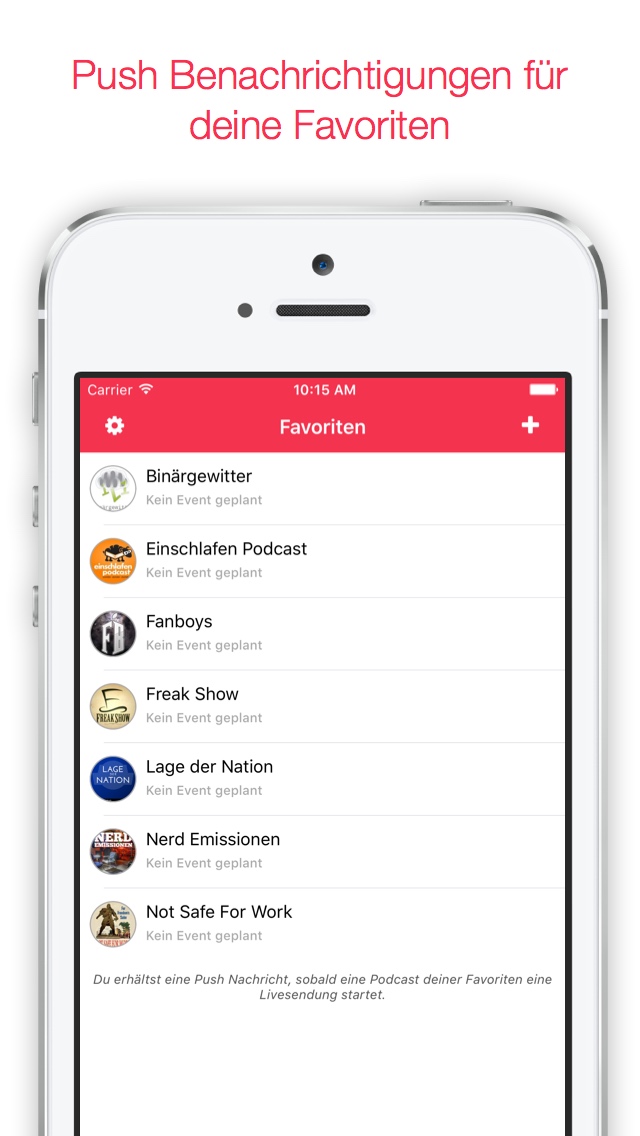 Push Benachrichtigungen für
deine Favoriten
Carrier
10:15 AM
Favoriten
Binärgewitter
Kein Event geplant
einschlafen
podcast
Einschlafen Podcast
Kein Event geplant
FB
Fanboys
Kein Event geplant
FREAK SHOW
Freak Show
Kein Event geplant
LAGE
NATION
Lage der Nation
Kein Event geplant
NERD
EMISSIONEN
Nerd Emissionen
Kein Event geplant
Not Safe For Work
Kein Event geplant
Du erhältst eine Push Nachricht, sobald eine Podcast deiner Favoriten eine
Livesendung startet.